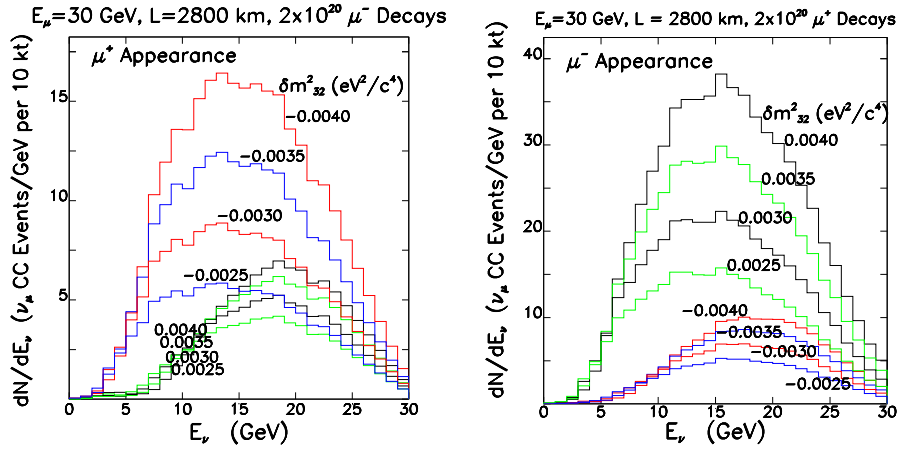 E_μ=30 GeV, L=2800 km, 2x10^20 μ^- Decays
μ^+ Appearance
δm^2_32 (eV^2/c^4)
-0.0040
-0.0035
-0.0030
-0.0025
0.0040
0.0035
0.0030
0.0025
15
10
5
0 5 10 15 20 25 30
E_ν (GeV)
dN/dE_ν (ν_μ CC Events/GeV per 10 kt)
E_μ=30 GeV, L = 2800 km, 2x10^20 μ^+ Decays
μ^- Appearance
δm^2_32 (eV^2/c^4)
0.0040
0.0035
0.0030
0.0025
-0.0040
-0.0035
-0.0030
-0.0025
40
30
20
10
0 5 10 15 20 25 30
E_ν (GeV)
dN/dE_ν (ν_μ CC Events/GeV per 10 kt)